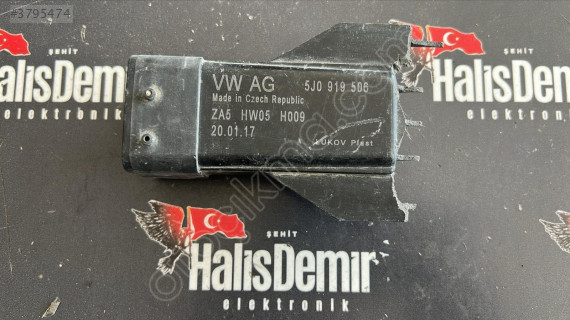 #3795474
ŞEHİT
HalisDemir
elektronik
ŞEHİT
HalisDemir
elektronik
VW AG 5J0 919 506
Made in Czech Republic
ZA5 HW05 H009
20.01.17
LUKOV Plast
ŞEHİT
HalisDemir
elektronik